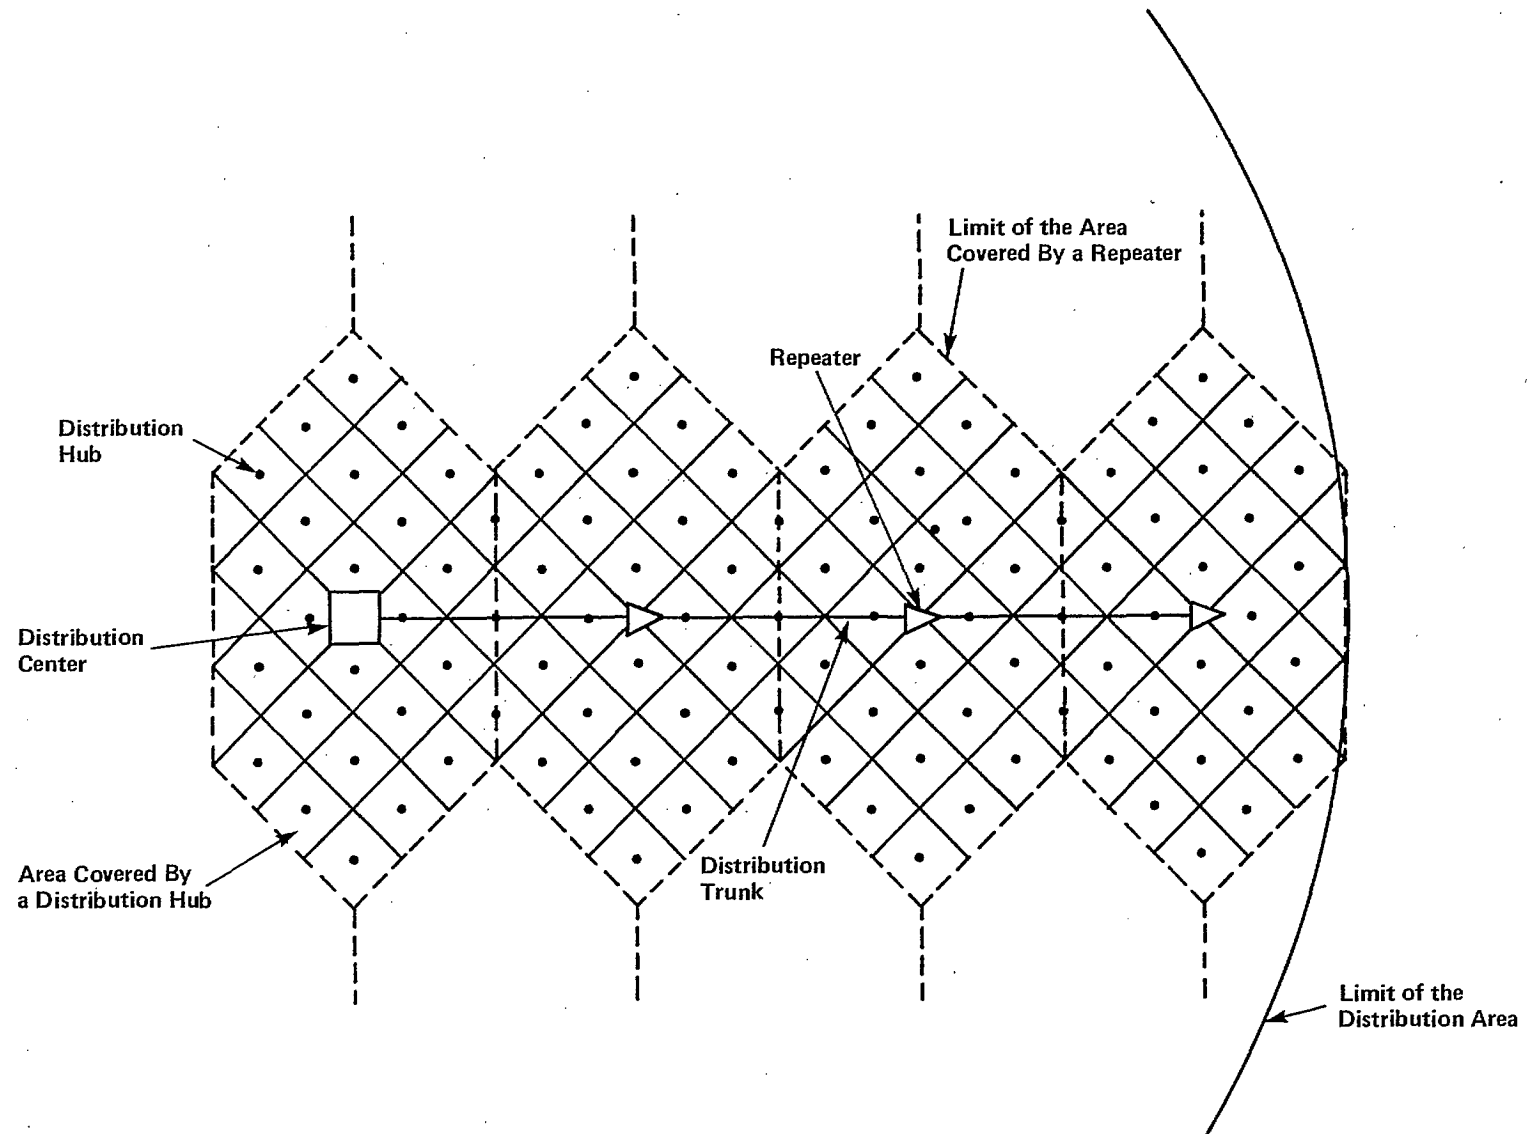 Limit of the Area
Covered By a Repeater
Repeater
Distribution
Hub
Distribution
Center
Area Covered By
a Distribution Hub
Distribution
Trunk
Limit of the
Distribution Area